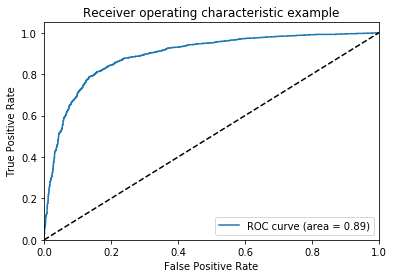 Receiver operating characteristic example
1.0
0.8
0.6
0.4
0.2
0.0
True Positive Rate
ROC curve (area = 0.89)
0.0 0.2 0.4 0.6 0.8 1.0
False Positive Rate